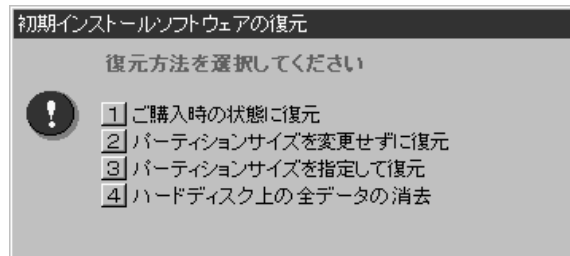 初期インストールソフトウェアの復元
復元方法を選択してください
!
1 ご購入時の状態に復元
2 パーティションサイズを変更せずに復元
3 パーティションサイズを指定して復元
4 ハードディスク上の全データの消去